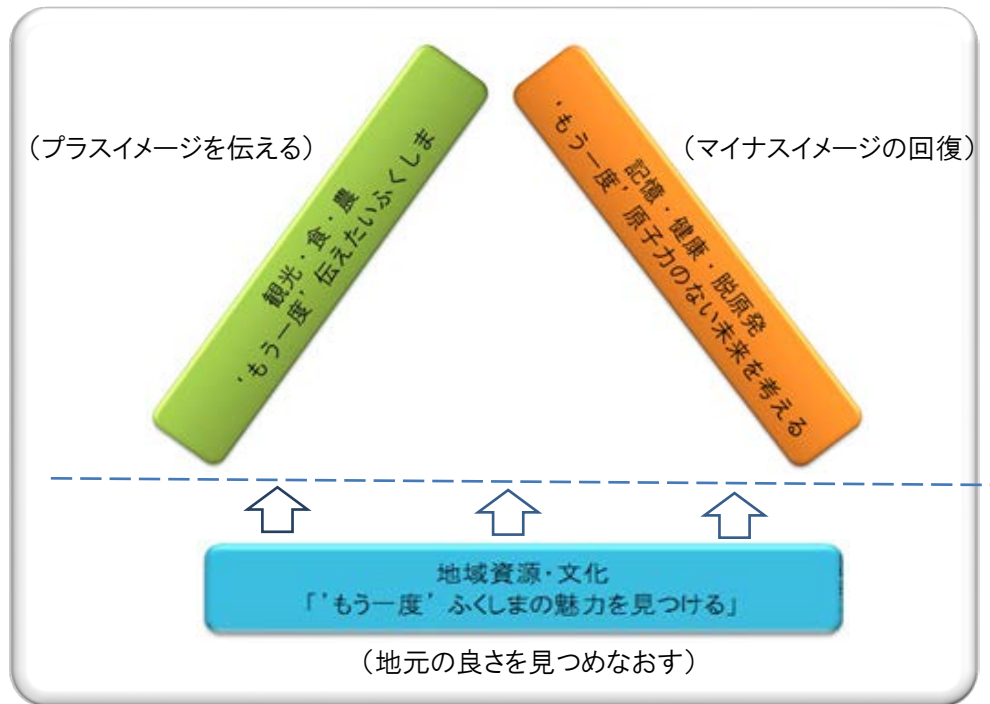 （プラスイメージを伝える）
観光・食・農
'もう一度' 伝えたいふくしま
（マイナスイメージの回復）
記憶・健康・脱原発
'もう一度' 原子力のない未来を考える
地域資源・文化
「'もう一度' ふくしまの魅力を見つける」
（地元の良さを見つめなおす）